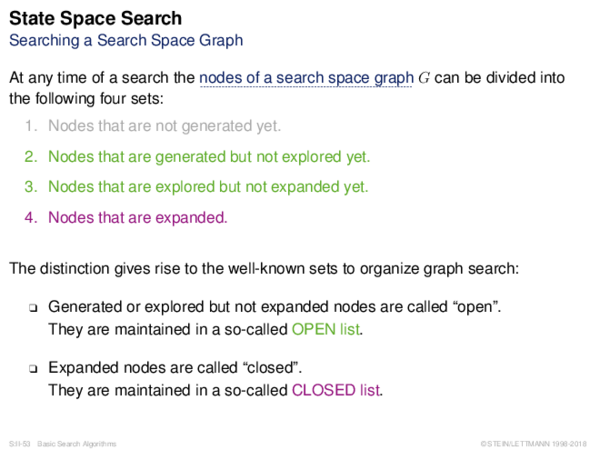 State Space Search
Searching a Search Space Graph
At any time of a search the nodes of a search space graph G can be divided into
the following four sets:
1. Nodes that are not generated yet.
2. Nodes that are generated but not explored yet.
3. Nodes that are explored but not expanded yet.
4. Nodes that are expanded.
The distinction gives rise to the well-known sets to organize graph search:
❑ Generated or explored but not expanded nodes are called “open”.
They are maintained in a so-called OPEN list.
❑ Expanded nodes are called “closed”.
They are maintained in a so-called CLOSED list.
S:II-53 Basic Search Algorithms © STEIN/LETTMANN 1998-2018